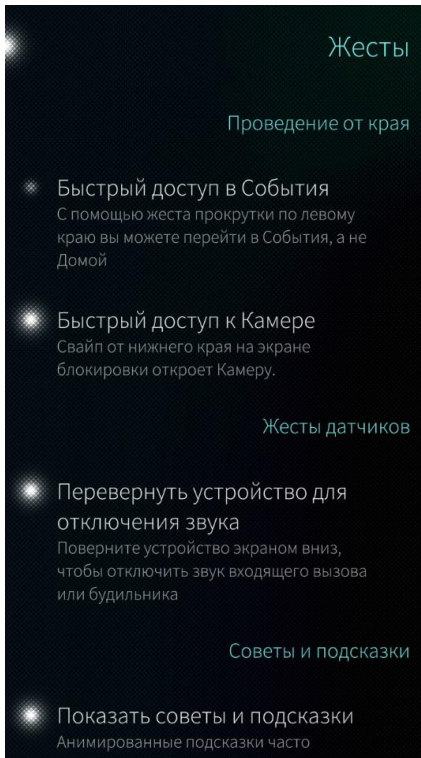 Жесты
Проведение от края
Быстрый доступ в События
С помощью жеста прокрутки по левому
краю вы можете перейти в События, а не
Домой
Быстрый доступ к Камере
Свайп от нижнего края на экране
блокировки откроет Камеру.
Жесты датчиков
Перевернуть устройство для
отключения звука
Поверните устройство экраном вниз,
чтобы отключить звук входящего вызова
или будильника
Советы и подсказки
Показать советы и подсказки
Анимированные подсказки часто